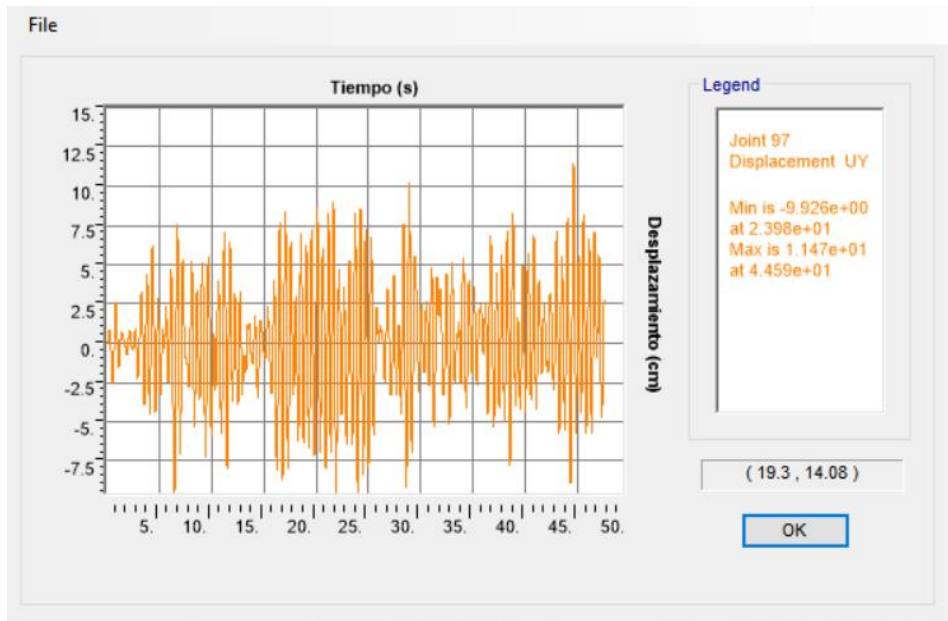 File
Tiempo (s)
Legend
15.
12.5
10.
7.5
5.
2.5
0.
-2.5
-5.
-7.5
5. 10. 15. 20. 25. 30. 35. 40. 45. 50.
Desplazamiento (cm)
Joint 97
Displacement UY
Min is -9.926e+00
at 2.398e+01
Max is 1.147e+01
at 4.459e+01
( 19.3 , 14.08 )
OK